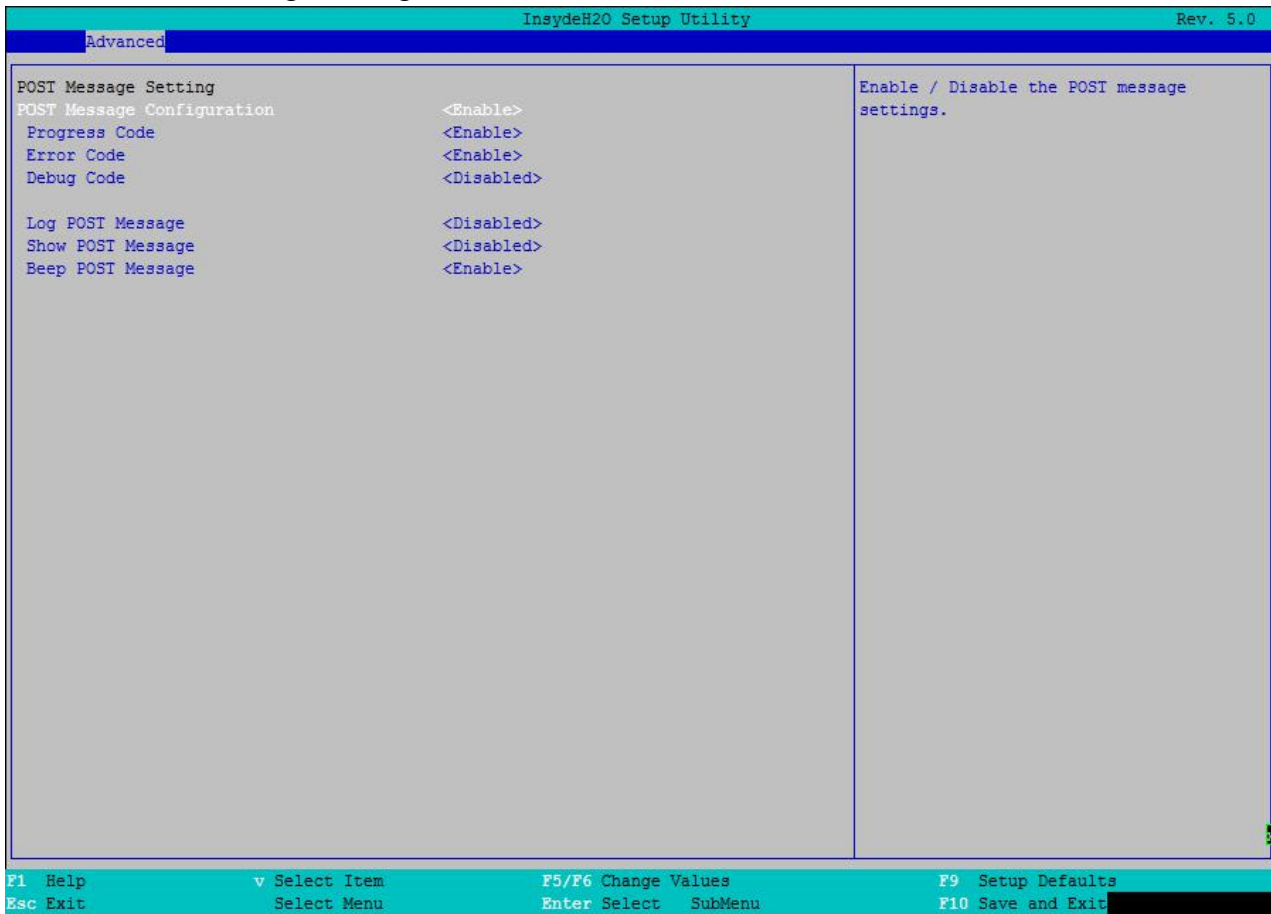 InsydeH2O Setup Utility Rev. 5.0
Advanced
POST Message Setting
POST Message Configuration <Enable>
Progress Code <Enable>
Error Code <Enable>
Debug Code <Disabled>
Log POST Message <Disabled>
Show POST Message <Disabled>
Beep POST Message <Enable>
Enable / Disable the POST message
settings.
F1 Help v Select Item F5/F6 Change Values F9 Setup Defaults
Esc Exit Select Menu Enter Select SubMenu F10 Save and Exit